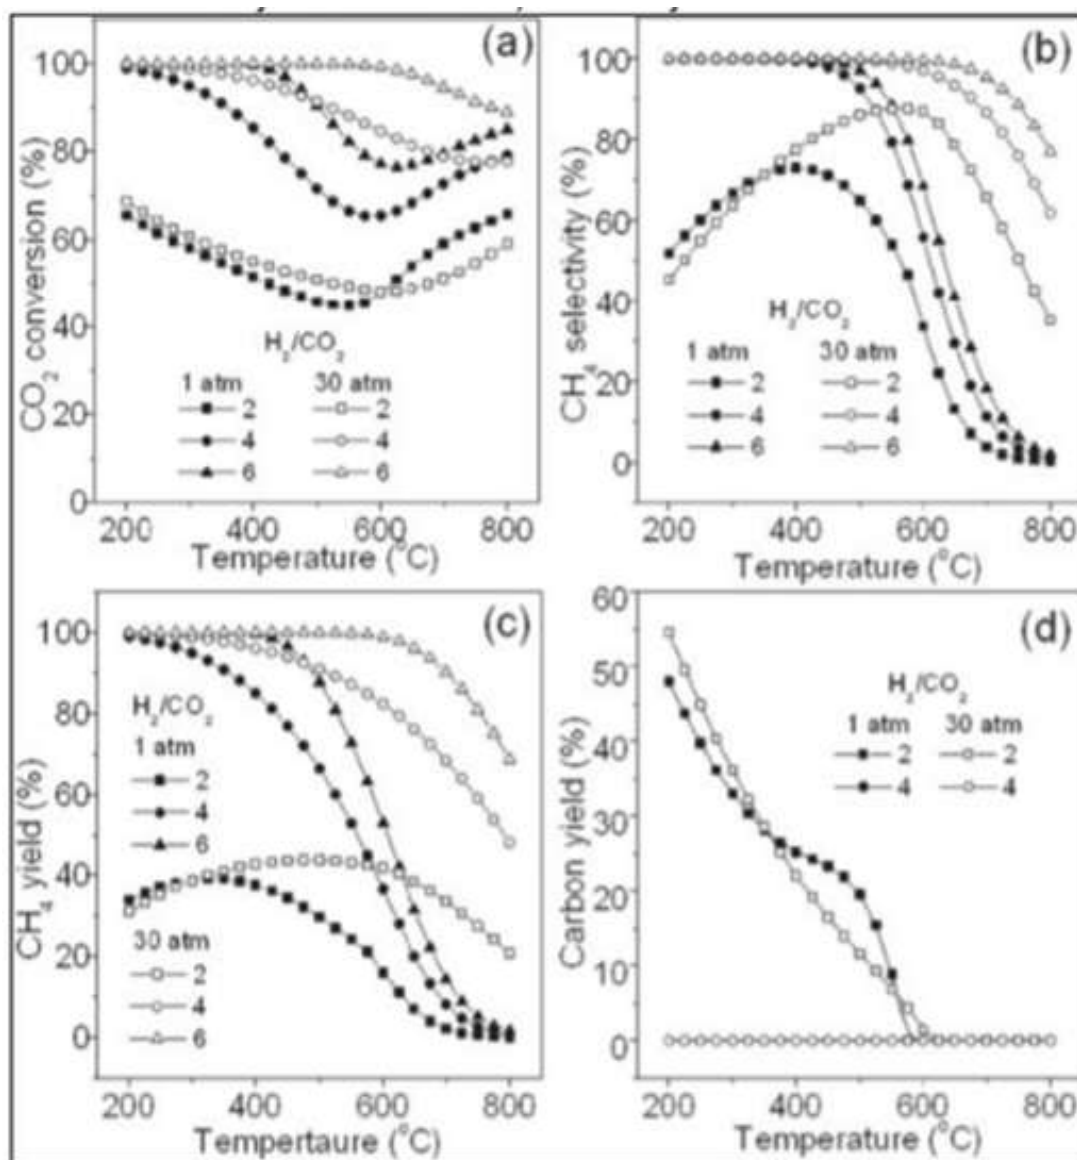 (a)
CO2 conversion (%)
100
80
60
40
20
0
H2/CO2
1 atm 30 atm
2 2
4 4
6 6
200 400 600 800
Temperature (°C)
(b)
CH4 selectivity (%)
100
80
60
40
20
0
H2/CO2
1 atm 30 atm
2 2
4 4
6 6
200 400 600 800
Temperature (°C)
(c)
CH4 yield (%)
100
80
60
40
20
0
H2/CO2
1 atm
2
4
6
30 atm
2
4
6
200 400 600 800
Tempertaure (°C)
(d)
Carbon yield (%)
60
50
40
30
20
10
0
H2/CO2
1 atm 30 atm
2 2
4 4
200 400 600 800
Temperature (°C)